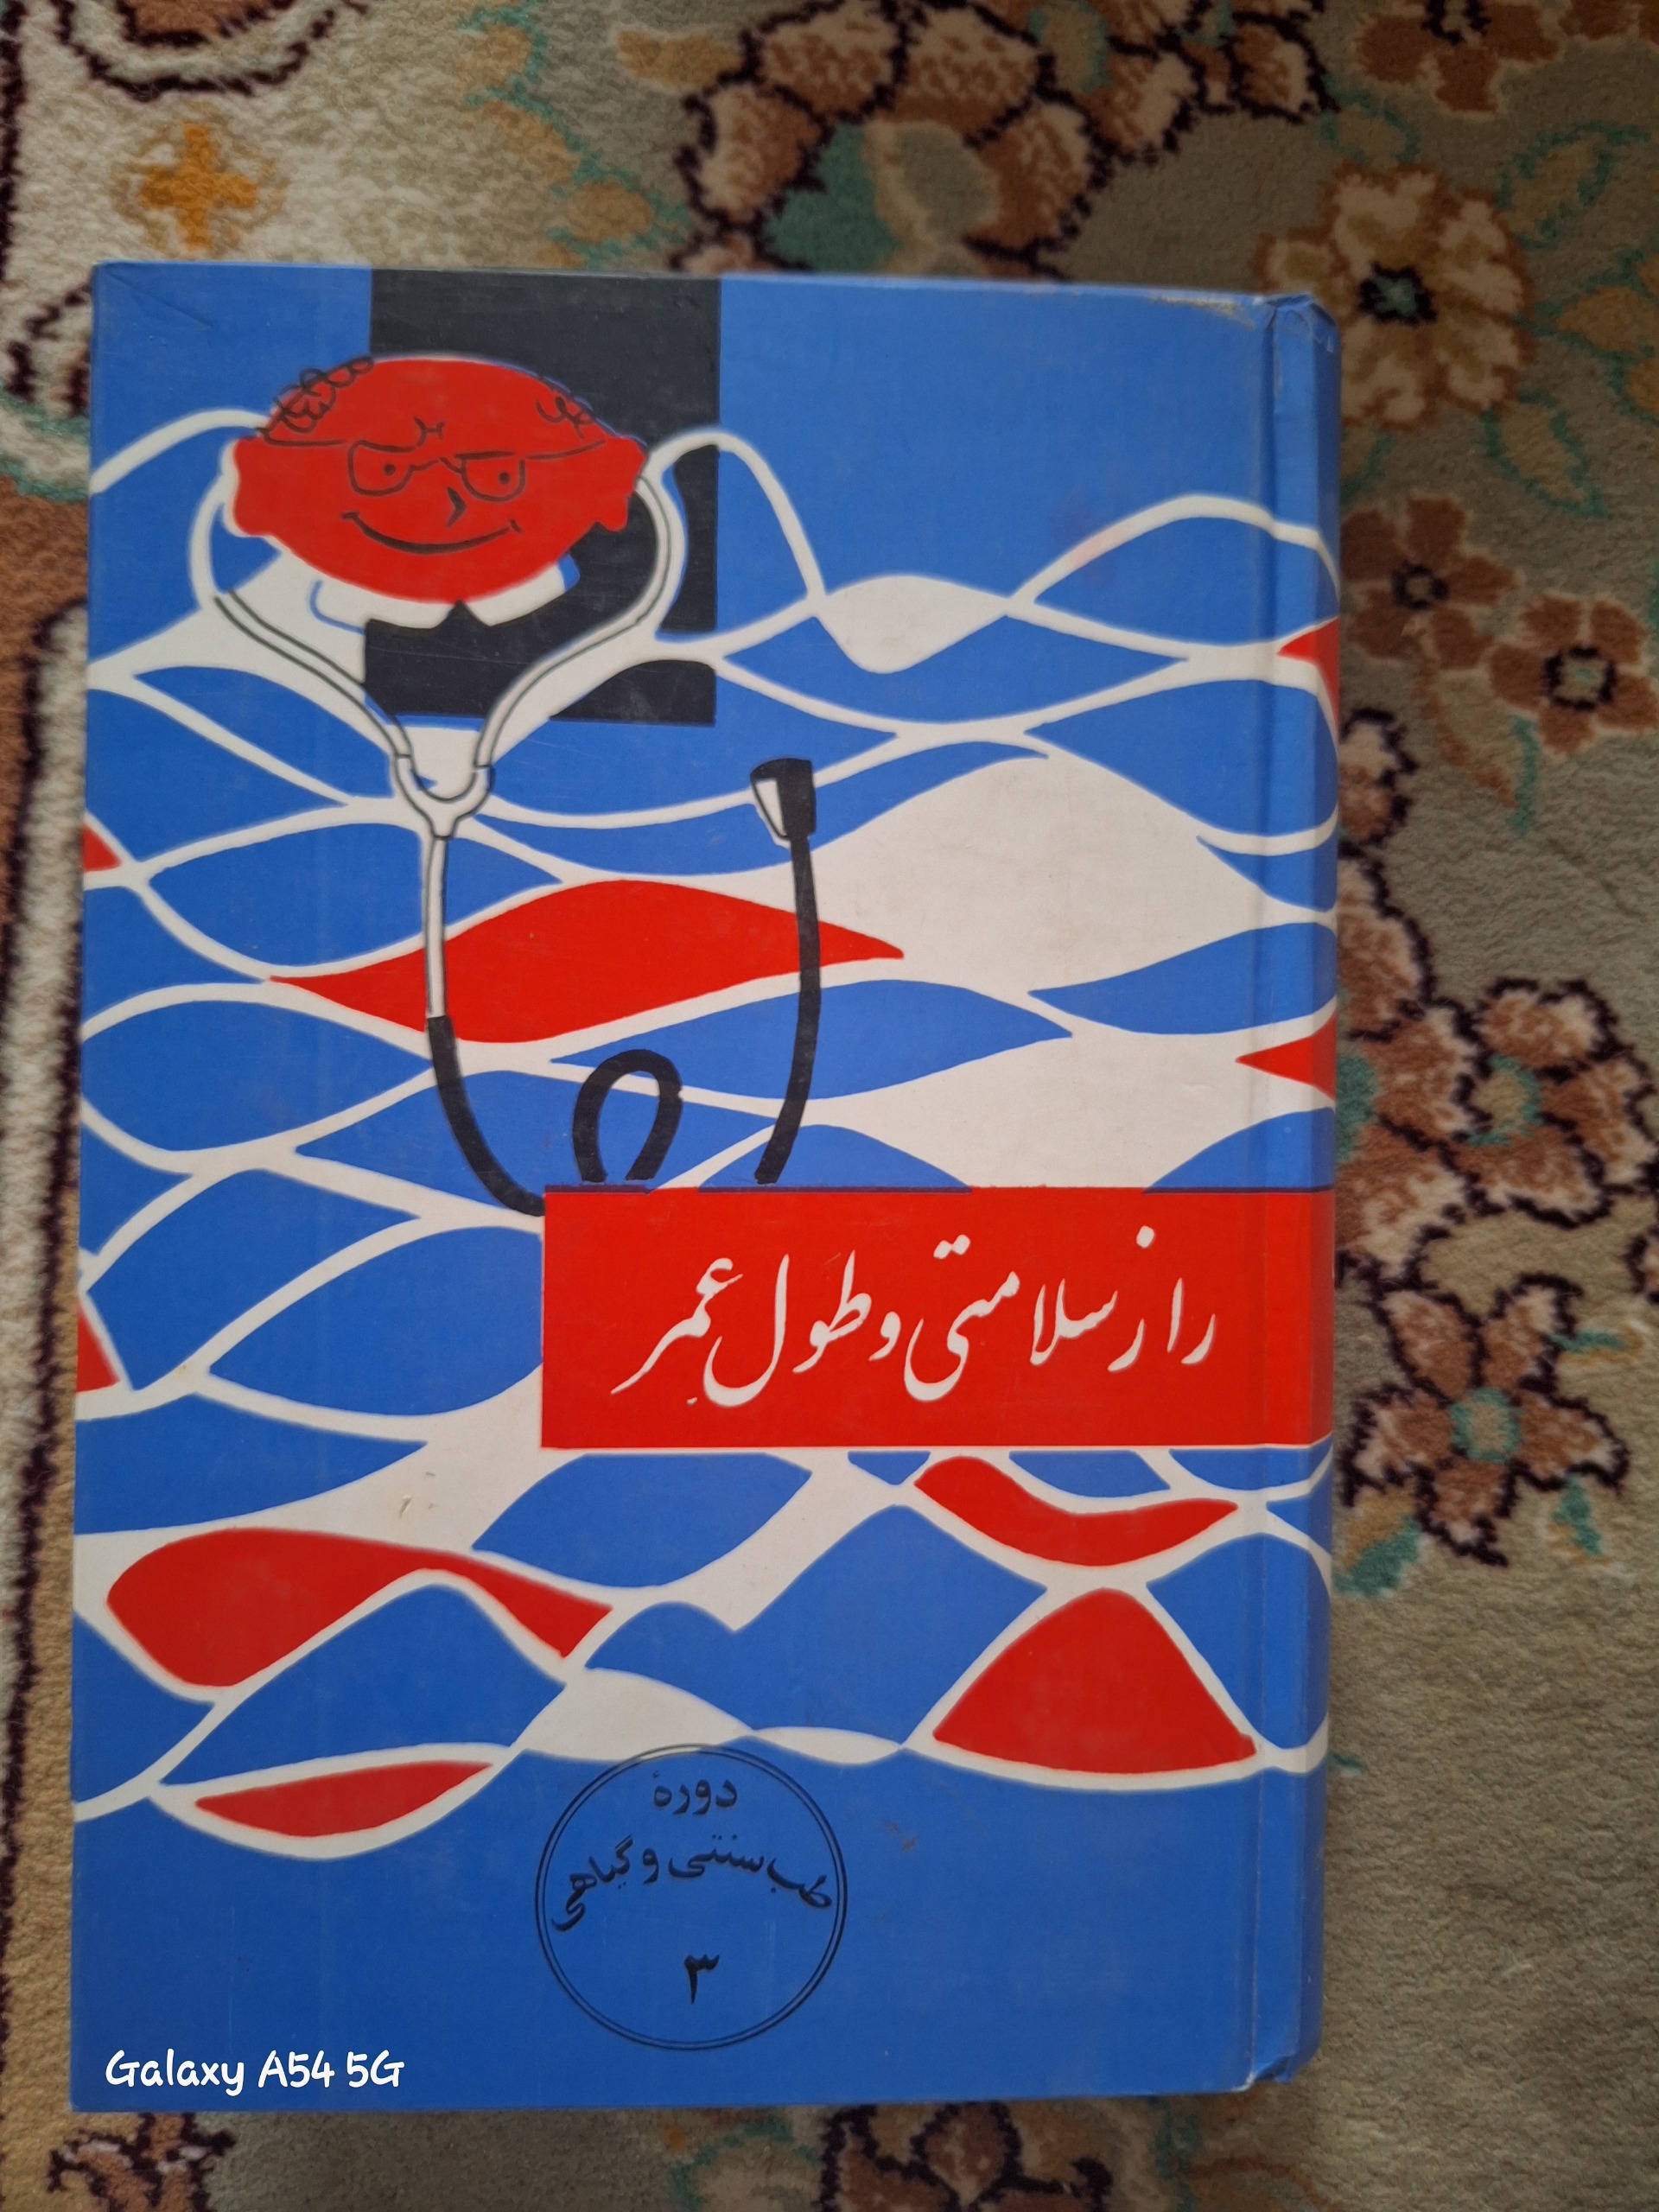 راز سلامتی و طول عمر
دورهٔ
طب سنتی و گیاهی
۳
Galaxy A54 5G